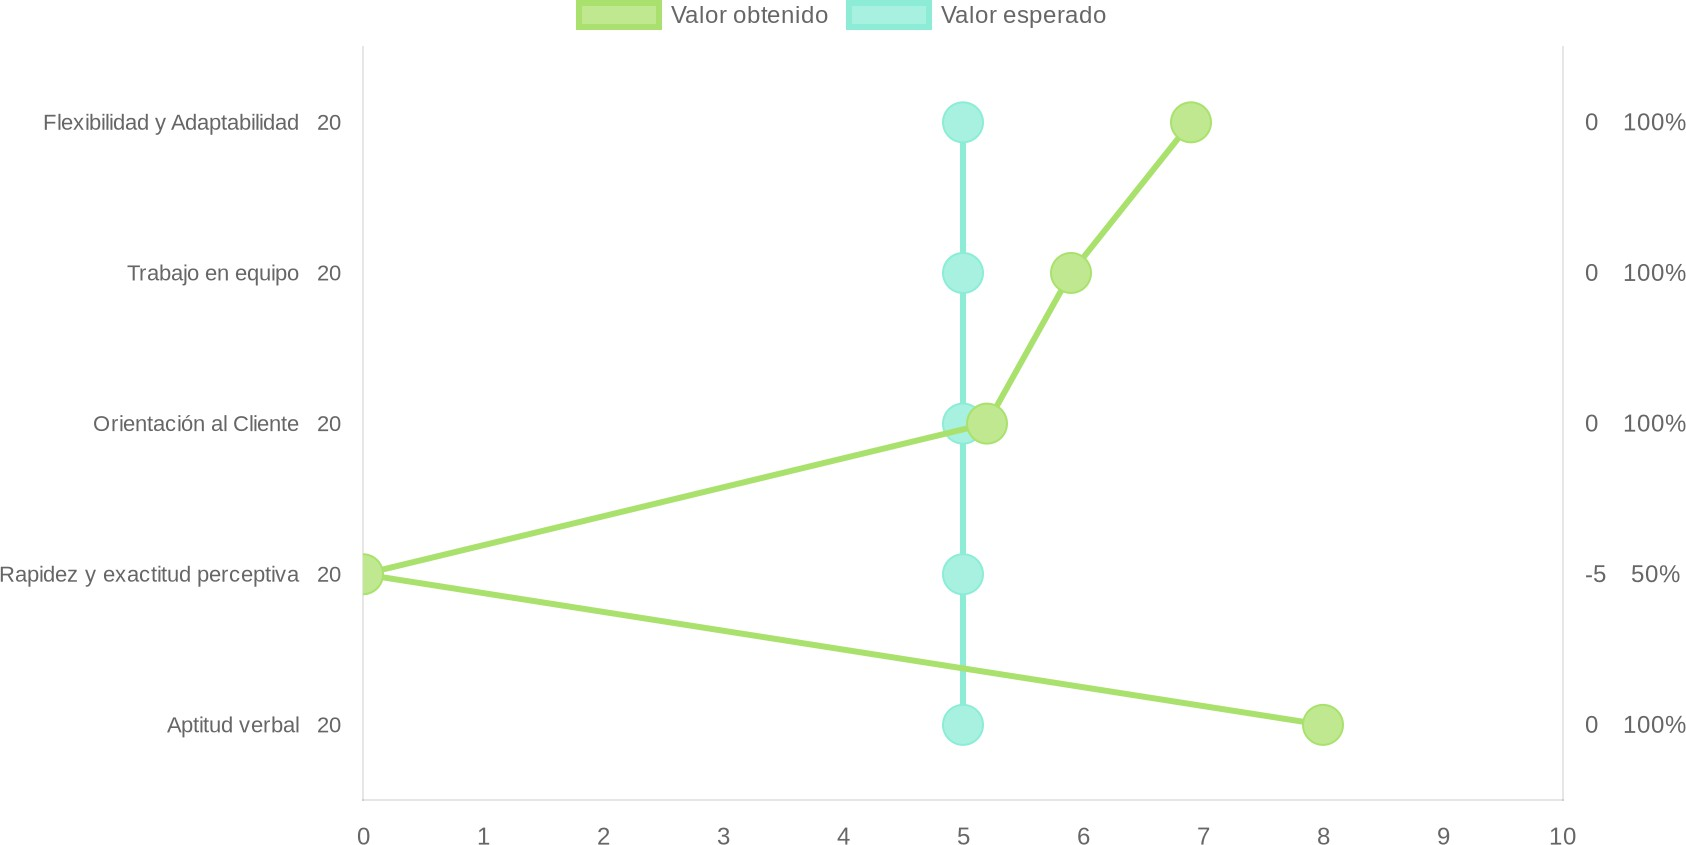 Valor obtenido Valor esperado
Flexibilidad y Adaptabilidad 20 0 100%
Trabajo en equipo 20 0 100%
Orientación al Cliente 20 0 100%
Rapidez y exactitud perceptiva 20 -5 50%
Aptitud verbal 20 0 100%
0 1 2 3 4 5 6 7 8 9 10